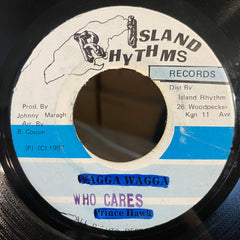 ISLAND
RHYTHMS
RECORDS
Prod. By
Johnny Maragh
Arr. By
B. Cousin
Dist Bv
Island Rhythm
26 Woodpecker
Kgn 11 Ave
(P) (C)
WAGGA WAGGA
WHO CARES
Prince Hawk